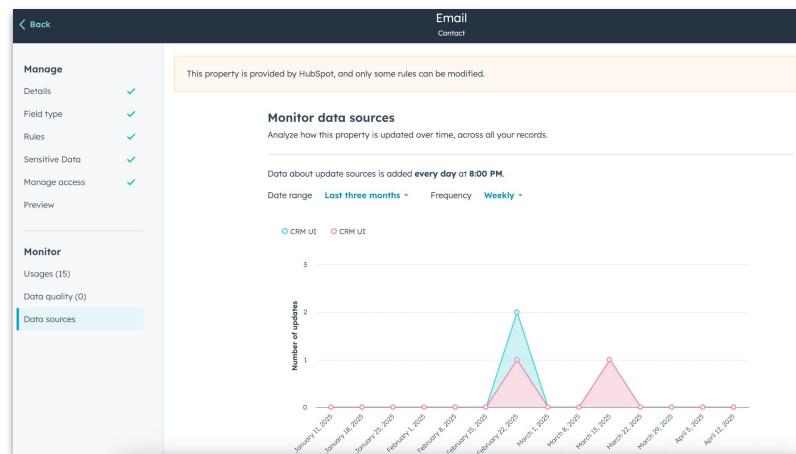 Back
Email
Contact
Manage
Details
Field type
Rules
Sensitive Data
Manage access
Preview
Monitor
Usages (15)
Data quality (0)
Data sources
This property is provided by HubSpot, and only some rules can be modified.
Monitor data sources
Analyze how this property is updated over time, across all your records.
Data about update sources is added every day at 8:00 PM.
Date range Last three months Frequency Weekly
CRM UI CRM UI
Number of updates
3
2
1
0
January 11, 2025
January 18, 2025
January 25, 2025
February 1, 2025
February 8, 2025
February 15, 2025
February 22, 2025
March 1, 2025
March 8, 2025
March 15, 2025
March 22, 2025
March 29, 2025
April 5, 2025
April 12, 2025